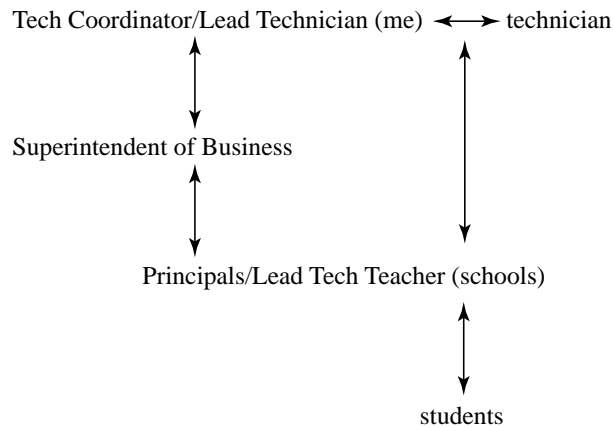 Tech Coordinator/Lead Technician (me) technician
Superintendent of Business
Principals/Lead Tech Teacher (schools)
students